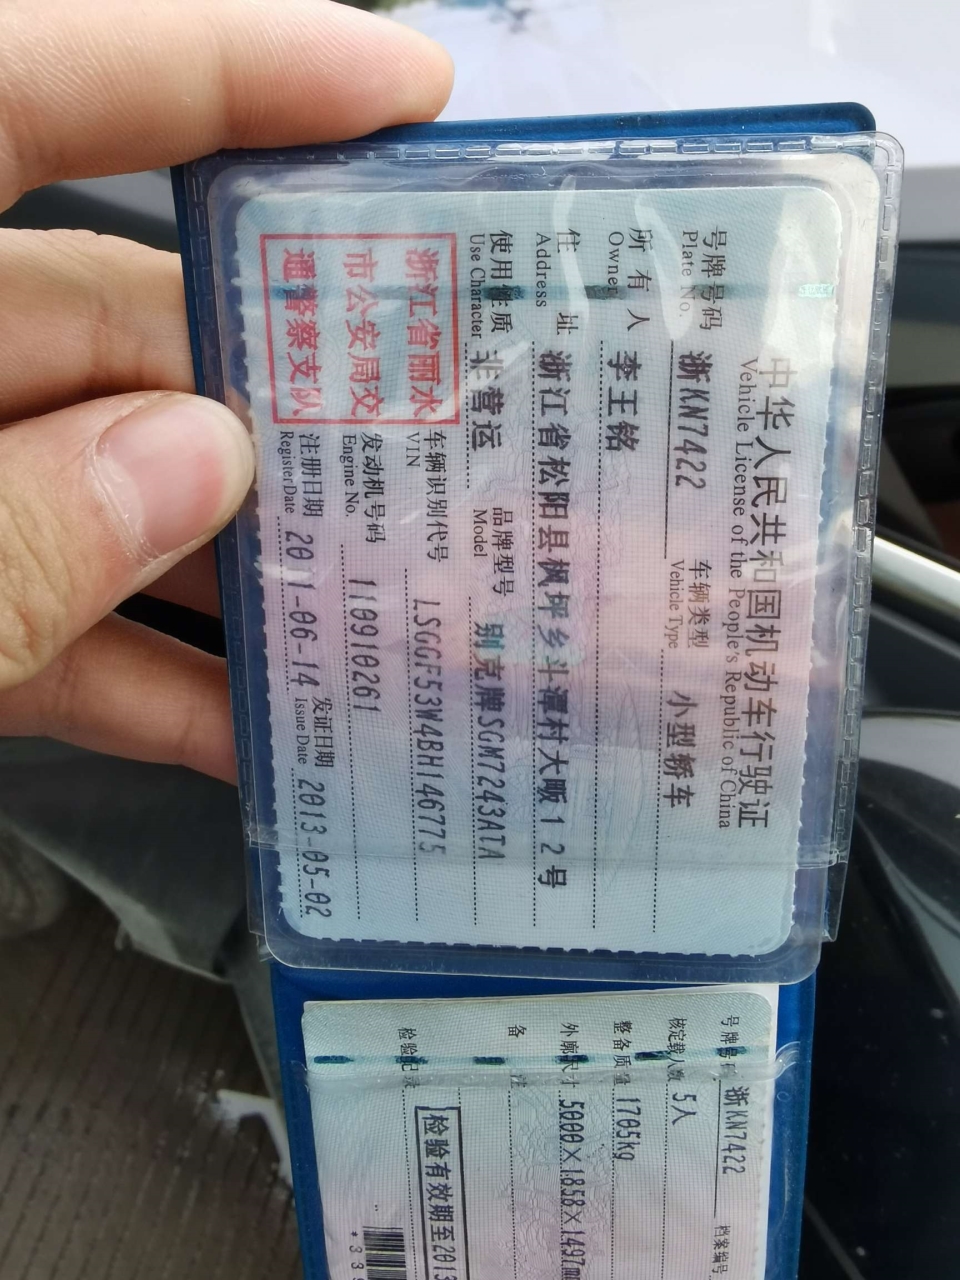 中华人民共和国机动车行驶证
Vehicle License of the People's Republic of China
号牌号码 浙KN7422 车辆类型 小型轿车
Plate No. Vehicle Type
所有人 李王铭
Owner
住址 浙江省松阳县枫坪乡斗潭村大畈12号
Address
使用性质 非营运 品牌型号 别克牌SGM7243ATA
Use Character Model
浙江省丽水
市公安局交
通警察支队
车辆识别代号 LSGGF53W4BH146775
VIN
发动机号码 110910261
Engine No.
注册日期 2011-06-14 发证日期 2013-05-02
Register Date Issue Date
号牌号码 浙KN7422 档案编号
核定载人数 5人
整备质量 1705kg
外廓尺寸 5000×1858×1497m
备注
检验有效期至2013
检验记录
*339